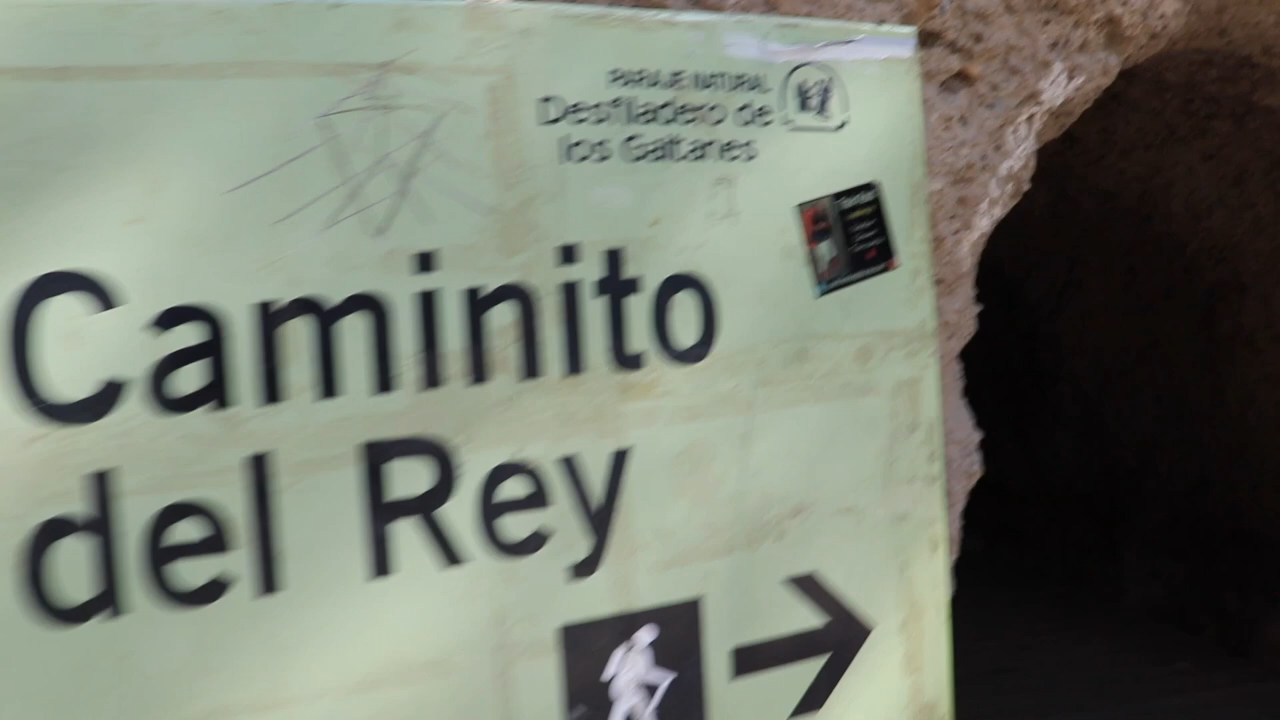 PARAJE NATURAL
Desfiladero de
los Gaitanes
Caminito
del Rey